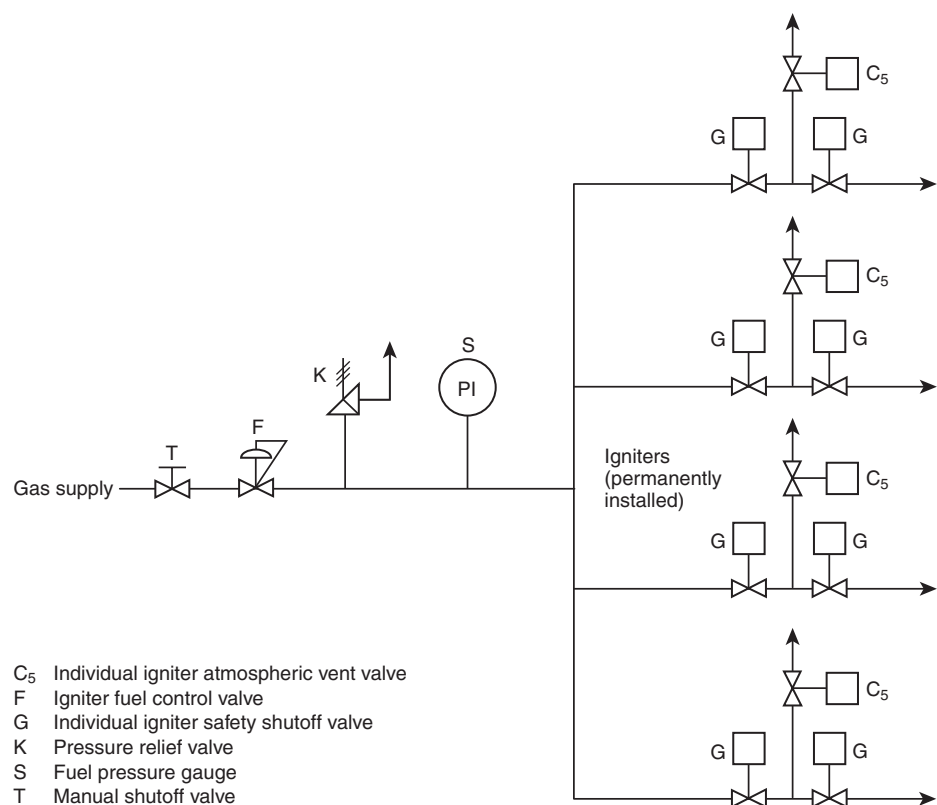 C₅
G
G
C₅
G
G
S
PI
K
F
T
Gas supply
Igniters
(permanently
installed)
C₅
G
G
C₅
G
G
C₅ Individual igniter atmospheric vent valve
F Igniter fuel control valve
G Individual igniter safety shutoff valve
K Pressure relief valve
S Fuel pressure gauge
T Manual shutoff valve